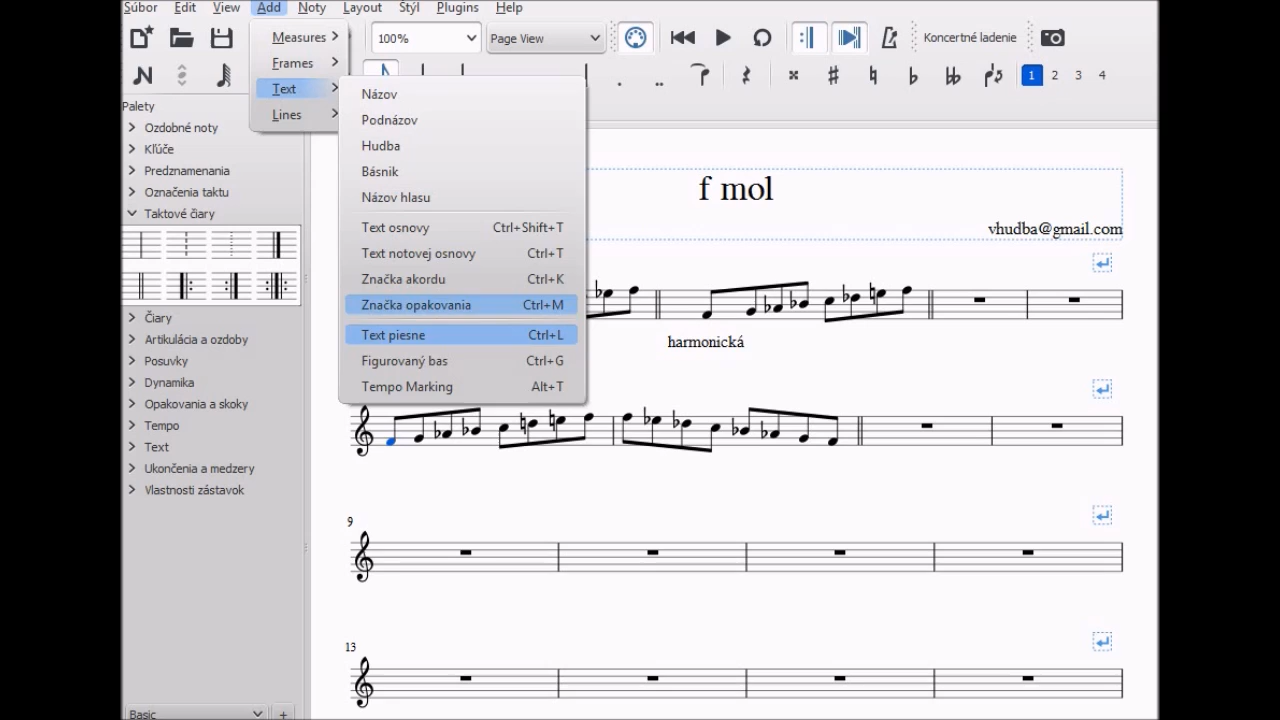 Súbor Edit View Add Noty Layout Štýl Plugins Help
Measures
100%
Page View
Koncertné ladenie
Frames
Text
Lines
1 2 3 4
Názov
Podnázov
Hudba
Básnik
Názov hlasu
Text osnovy Ctrl+Shift+T
Text notovej osnovy Ctrl+T
Značka akordu Ctrl+K
Značka opakovania Ctrl+M
Text piesne Ctrl+L
Figurovaný bas Ctrl+G
Tempo Marking Alt+T
Palety
Ozdobné noty
Kľúče
Predznamenania
Označenia taktu
Taktové čiary
Čiary
Artikulácia a ozdoby
Posuvky
Dynamika
Opakovania a skoky
Tempo
Text
Ukončenia a medzery
Vlastnosti zástavok
Basic
f mol
vhudba@gmail.com
harmonická
9
13